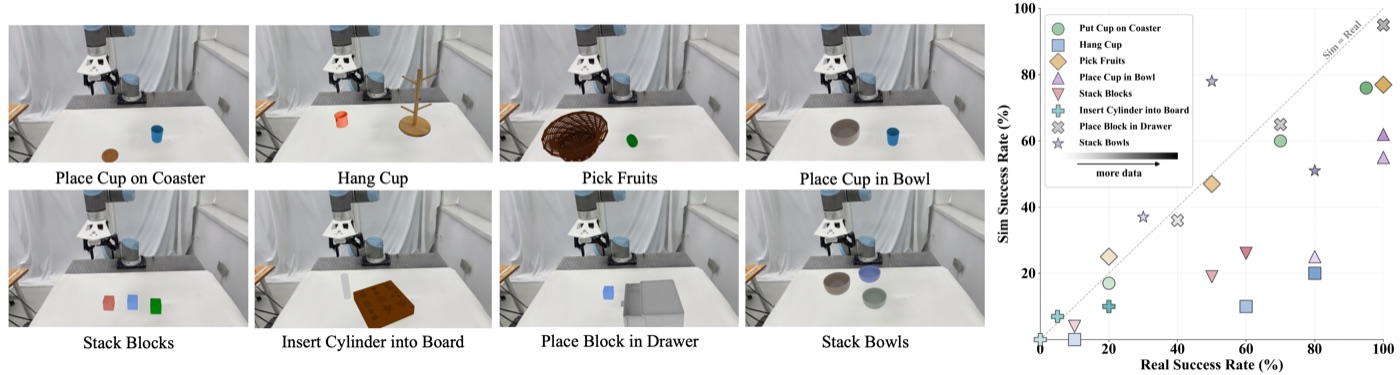 Place Cup on Coaster
Hang Cup
Pick Fruits
Place Cup in Bowl
Stack Blocks
Insert Cylinder into Board
Place Block in Drawer
Stack Bowls
100
80
60
40
20
0
20
40
60
80
100
Sim Success Rate (%)
Real Success Rate (%)
Sim = Real
Put Cup on Coaster
Hang Cup
Pick Fruits
Place Cup in Bowl
Stack Blocks
Insert Cylinder into Board
Place Block in Drawer
Stack Bowls
more data